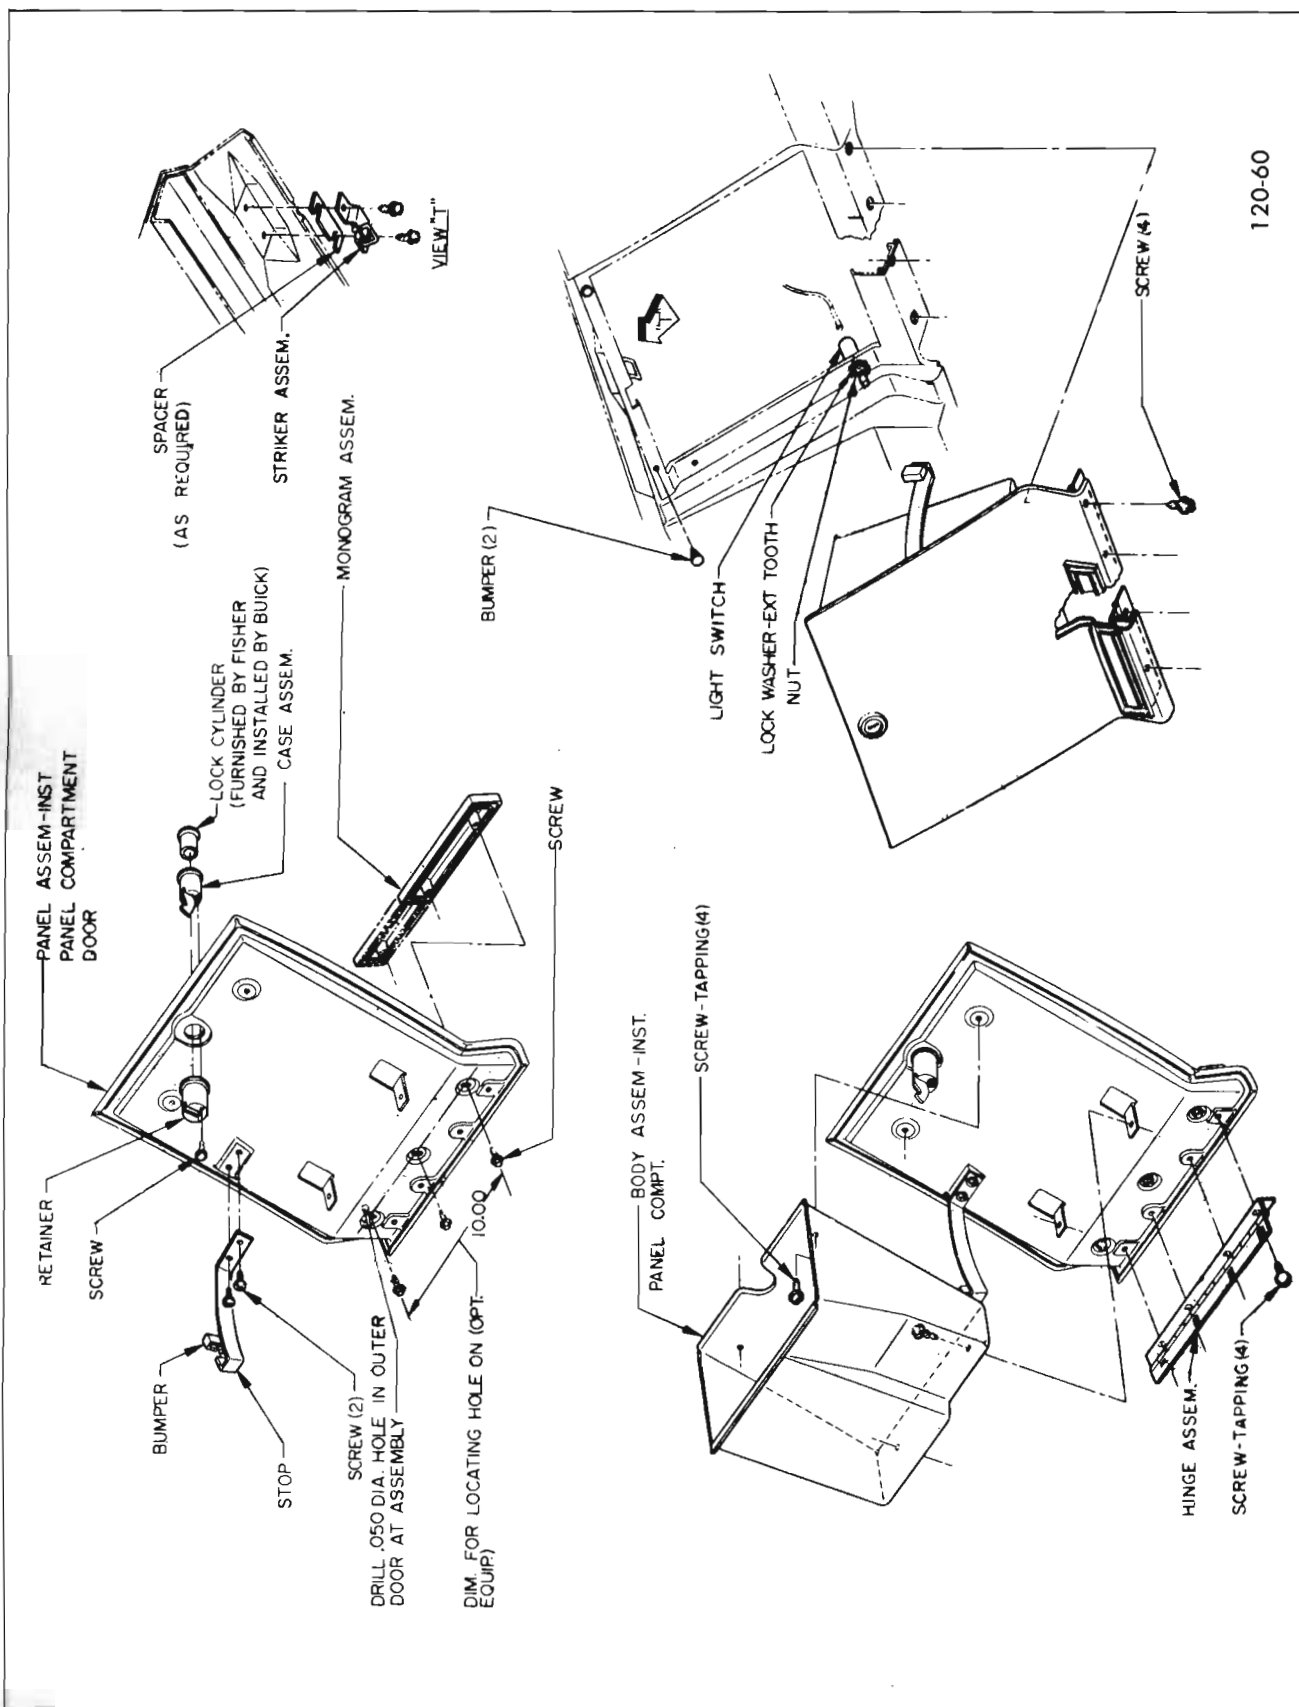 PANEL ASSEM-INST
PANEL COMPARTMENT
DOOR
RETAINER
SCREW
BUMPER
STOP
SCREW (2)
DRILL .050 DIA. HOLE IN OUTER
DOOR AT ASSEMBLY
DIM. FOR LOCATING HOLE ON (OPT.
EQUIP.)
10.00
SCREW
LOCK CYLINDER
(FURNISHED BY FISHER
AND INSTALLED BY BUICK)
CASE ASSEM.
MONOGRAM ASSEM.
SPACER
(AS REQUIRED)
STRIKER ASSEM.
VIEW "T"
BODY ASSEM-INST.
PANEL COMPT.
SCREW-TAPPING (4)
HINGE ASSEM.
SCREW-TAPPING (4)
BUMPER (2)
LIGHT SWITCH
LOCK WASHER-EXT TOOTH
NUT
T
SCREW (4)
120-60